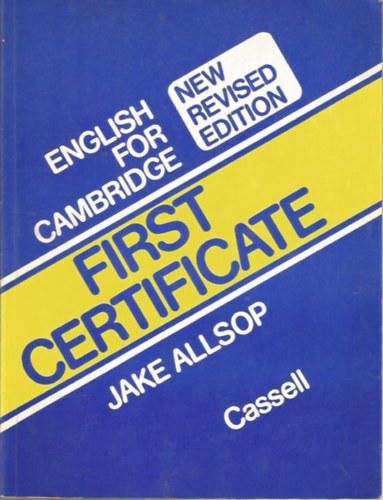 ENGLISH
FOR
CAMBRIDGE
NEW
REVISED
EDITION
FIRST
CERTIFICATE
JAKE ALLSOP
Cassell